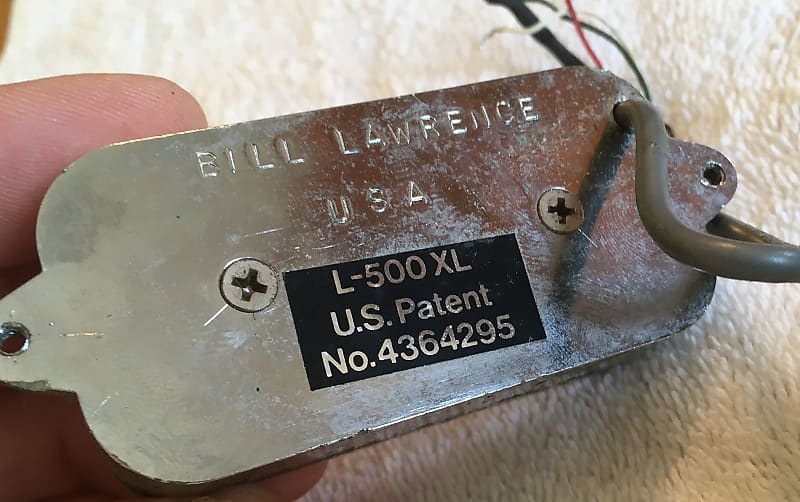 BILL LAWRENCE
USA
L-500 XL
U.S. Patent
No.4364295